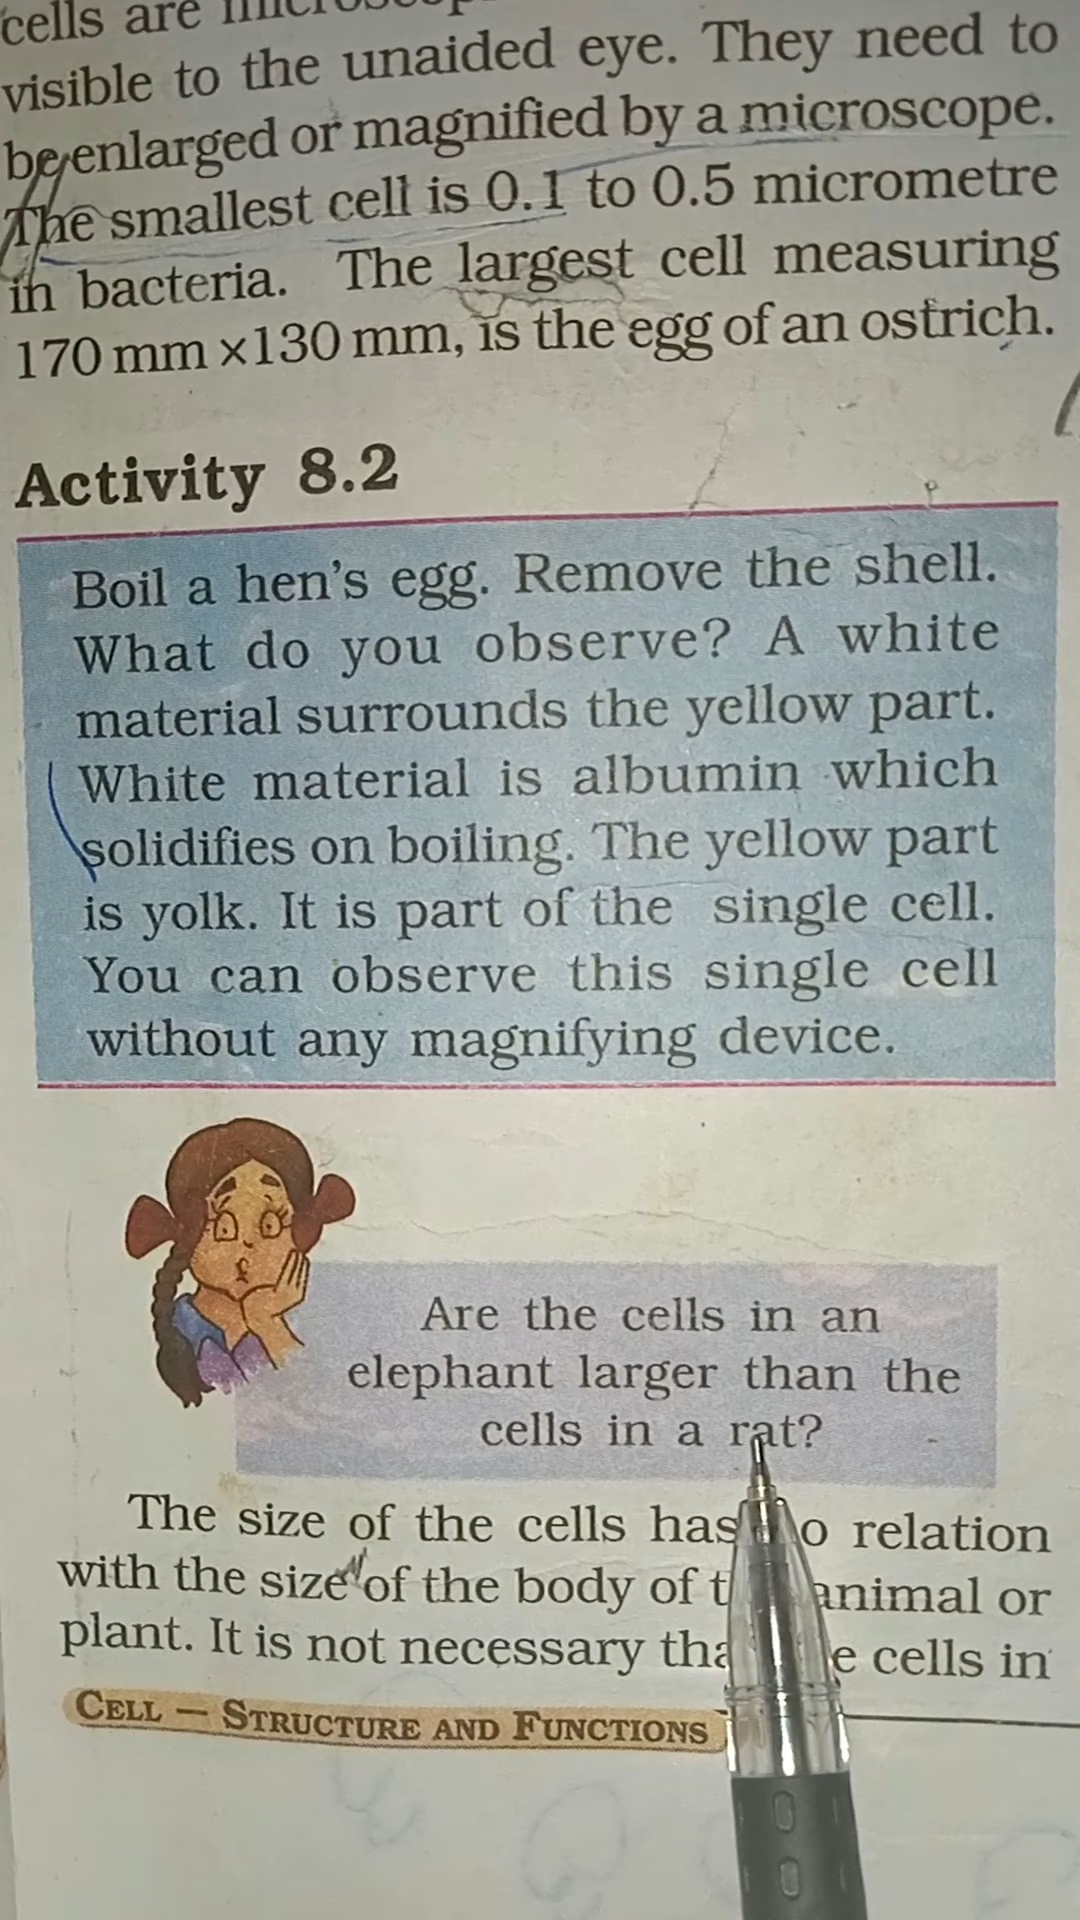 cells are
visible to the unaided eye. They need to
be enlarged or magnified by a microscope.
The smallest cell is 0.1 to 0.5 micrometre
in bacteria. The largest cell measuring
170 mm ×130 mm, is the egg of an ostrich.
Activity 8.2
Boil a hen's egg. Remove the shell.
What do you observe? A white
material surrounds the yellow part.
White material is albumin which
solidifies on boiling. The yellow part
is yolk. It is part of the single cell.
You can observe this single cell
without any magnifying device.
Are the cells in an
elephant larger than the
cells in a rat?
The size of the cells has relation
with the size of the body of animal or
plant. It is not necessary cells in
CELL — STRUCTURE AND FUNCTIONS